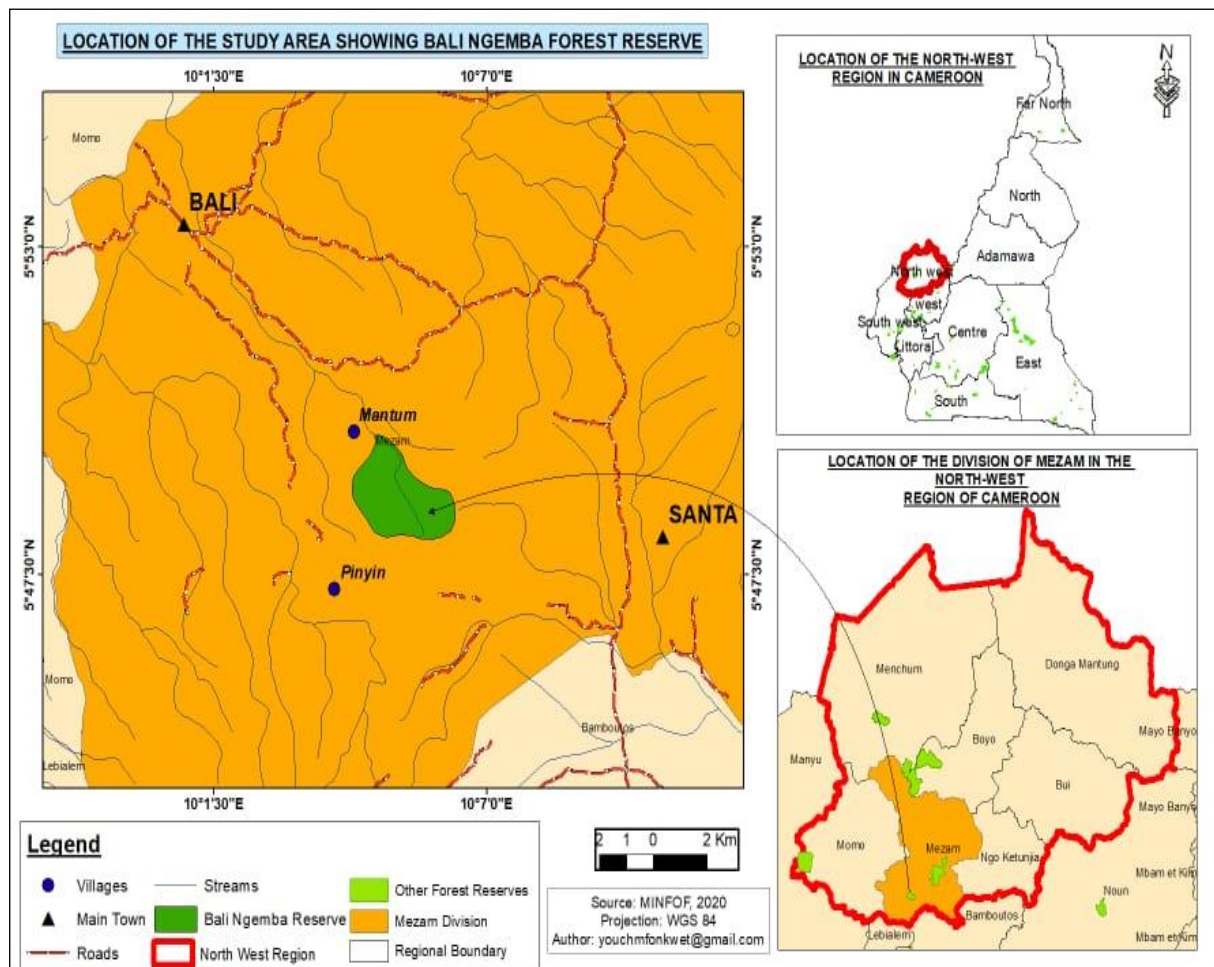 LOCATION OF THE STUDY AREA SHOWING BALI NGEMBA FOREST RESERVE
10°1'30"E
10°7'0"E
Momo
BALI
5°53'0"N
5°53'0"N
Mantum
Mezam
SANTA
Pinyin
5°47'30"N
5°47'30"N
Momo
Bamboutos
Lebialem
10°1'30"E
10°7'0"E
LOCATION OF THE NORTH-WEST
REGION IN CAMEROON
N
Far North
North
Adamawa
North west
west
South west
Littoral
Centre
East
South
LOCATION OF THE DIVISION OF MEZAM IN THE
NORTH-WEST
REGION OF CAMEROON
Menchum
Donga Mantung
Mayo Banyo
Boyo
Manyu
Bui
Mayo Banyo
Momo
Mezam
Ngo Ketunjia
Mbam et Kim
Noun
Bamboutos
Lebialem
Mbam et Kim
Legend
Villages
Streams
Other Forest Reserves
Main Town
Bali Ngemba Reserve
Mezam Division
Roads
North West Region
Regional Boundary
2 1 0 2 Km
Source: MINFOF, 2020
Projection: WGS 84
Author: youchmfonkwet@gmail.com